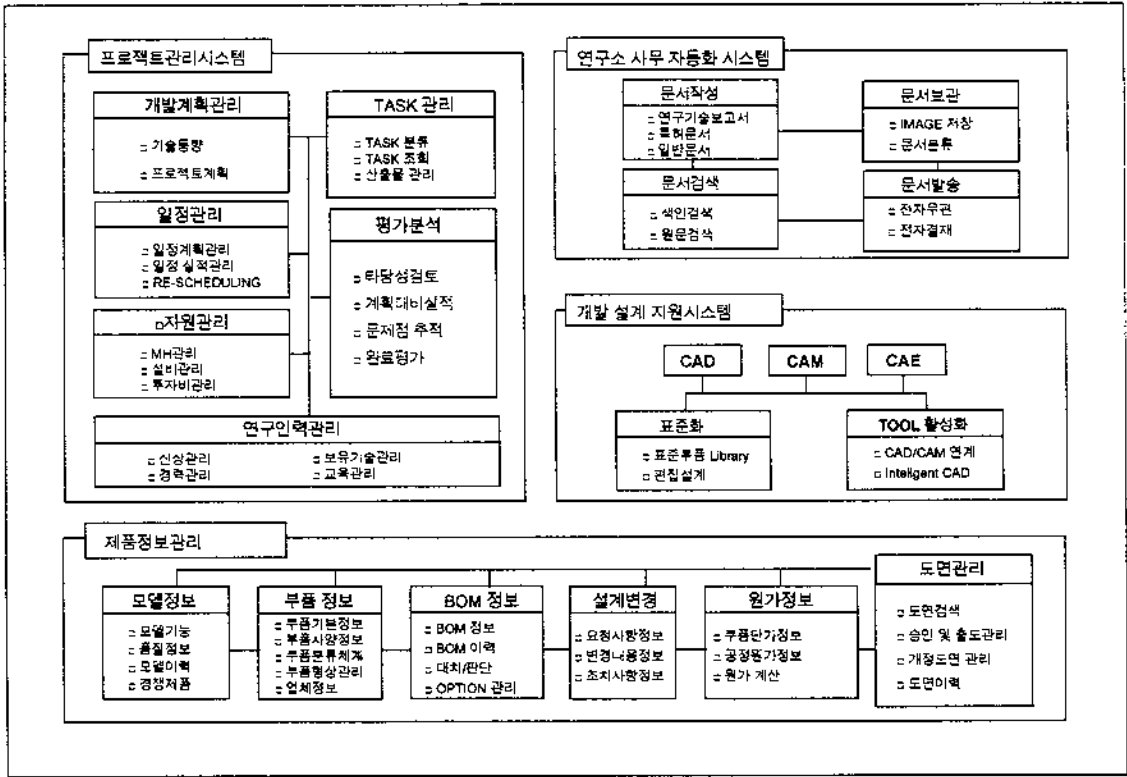 프로젝트관리시스템
개발계획관리
□ 기술동향
□ 프로젝트계획
TASK 관리
□ TASK 분류
□ TASK 조회
□ 산출물 관리
일정관리
□ 일정계획관리
□ 일정 실적관리
□ RE-SCHEDULING
평가분석
□ 타당성검토
□ 계획대비실적
□ 문제점 추적
□ 완료평가
□자원관리
□ MH관리
□ 설비관리
□ 투자비관리
연구인력관리
□ 신상관리
□ 경력관리
□ 보유기술관리
□ 교육관리
연구소 사무 자동화 시스템
문서작성
□ 연구기술보고서
□ 특허문서
□ 일반문서
문서보관
□ IMAGE 저장
□ 문서분류
문서검색
□ 색인검색
□ 원문검색
문서발송
□ 전자우편
□ 전자결재
개발 설계 지원시스템
CAD
CAM
CAE
표준화
□ 표준부품 Library
□ 편집설계
TOOL 활성화
□ CAD/CAM 연계
□ Inteligent CAD
제품정보관리
모델정보
□ 모델기능
□ 품질정보
□ 모델이력
□ 경쟁제품
부품 정보
□ 부품기본정보
□ 부품사양정보
□ 부품분류체계
□ 부품형상관리
□ 업체정보
BOM 정보
□ BOM 정보
□ BOM 이력
□ 대치/판단
□ OPTION 관리
설계변경
□ 요청사항정보
□ 변경내용정보
□ 조치사항정보
원가정보
□ 부품단가정보
□ 공정원가정보
□ 원가 계산
도면관리
□ 도면검색
□ 승인 및 출도관리
□ 개정도면 관리
□ 도면이력